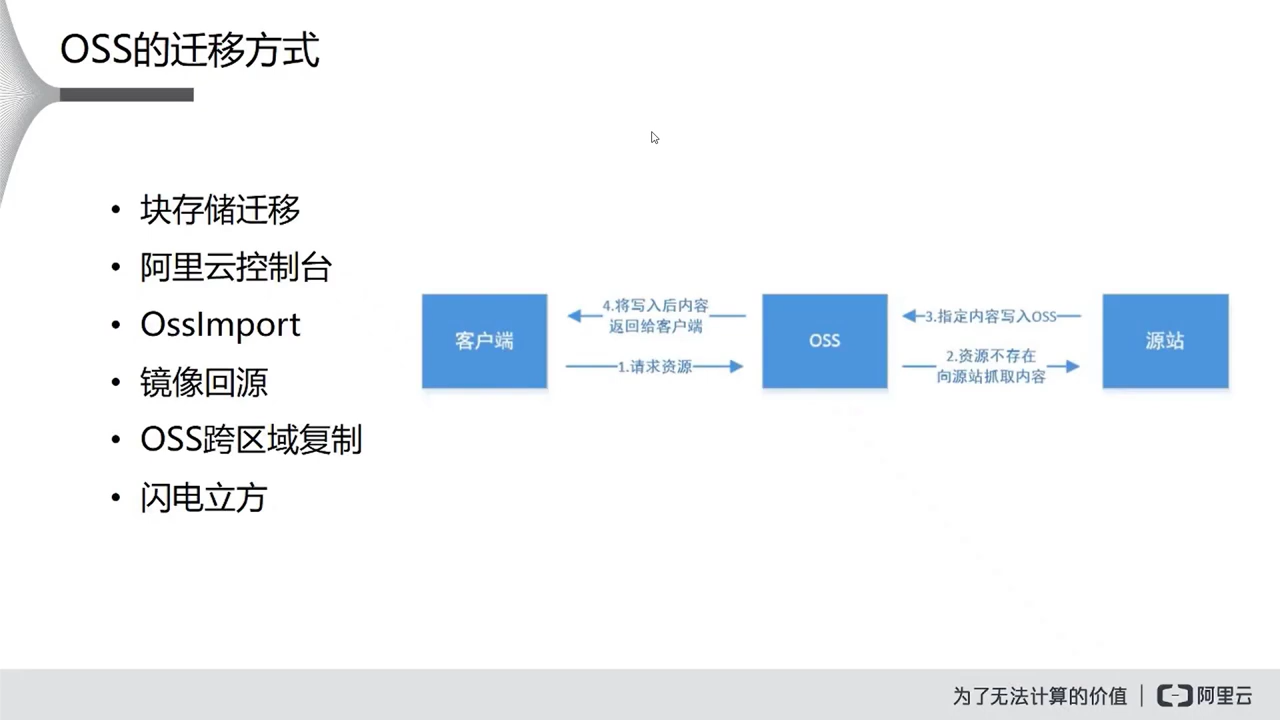 OSS的迁移方式
• 块存储迁移
• 阿里云控制台
• OssImport
• 镜像回源
• OSS跨区域复制
• 闪电立方
客户端
4.将写入后内容
返回给客户端
1.请求资源
OSS
3.指定内容写入OSS
2.资源不存在
向源站抓取内容
源站
为了无法计算的价值 | 阿里云